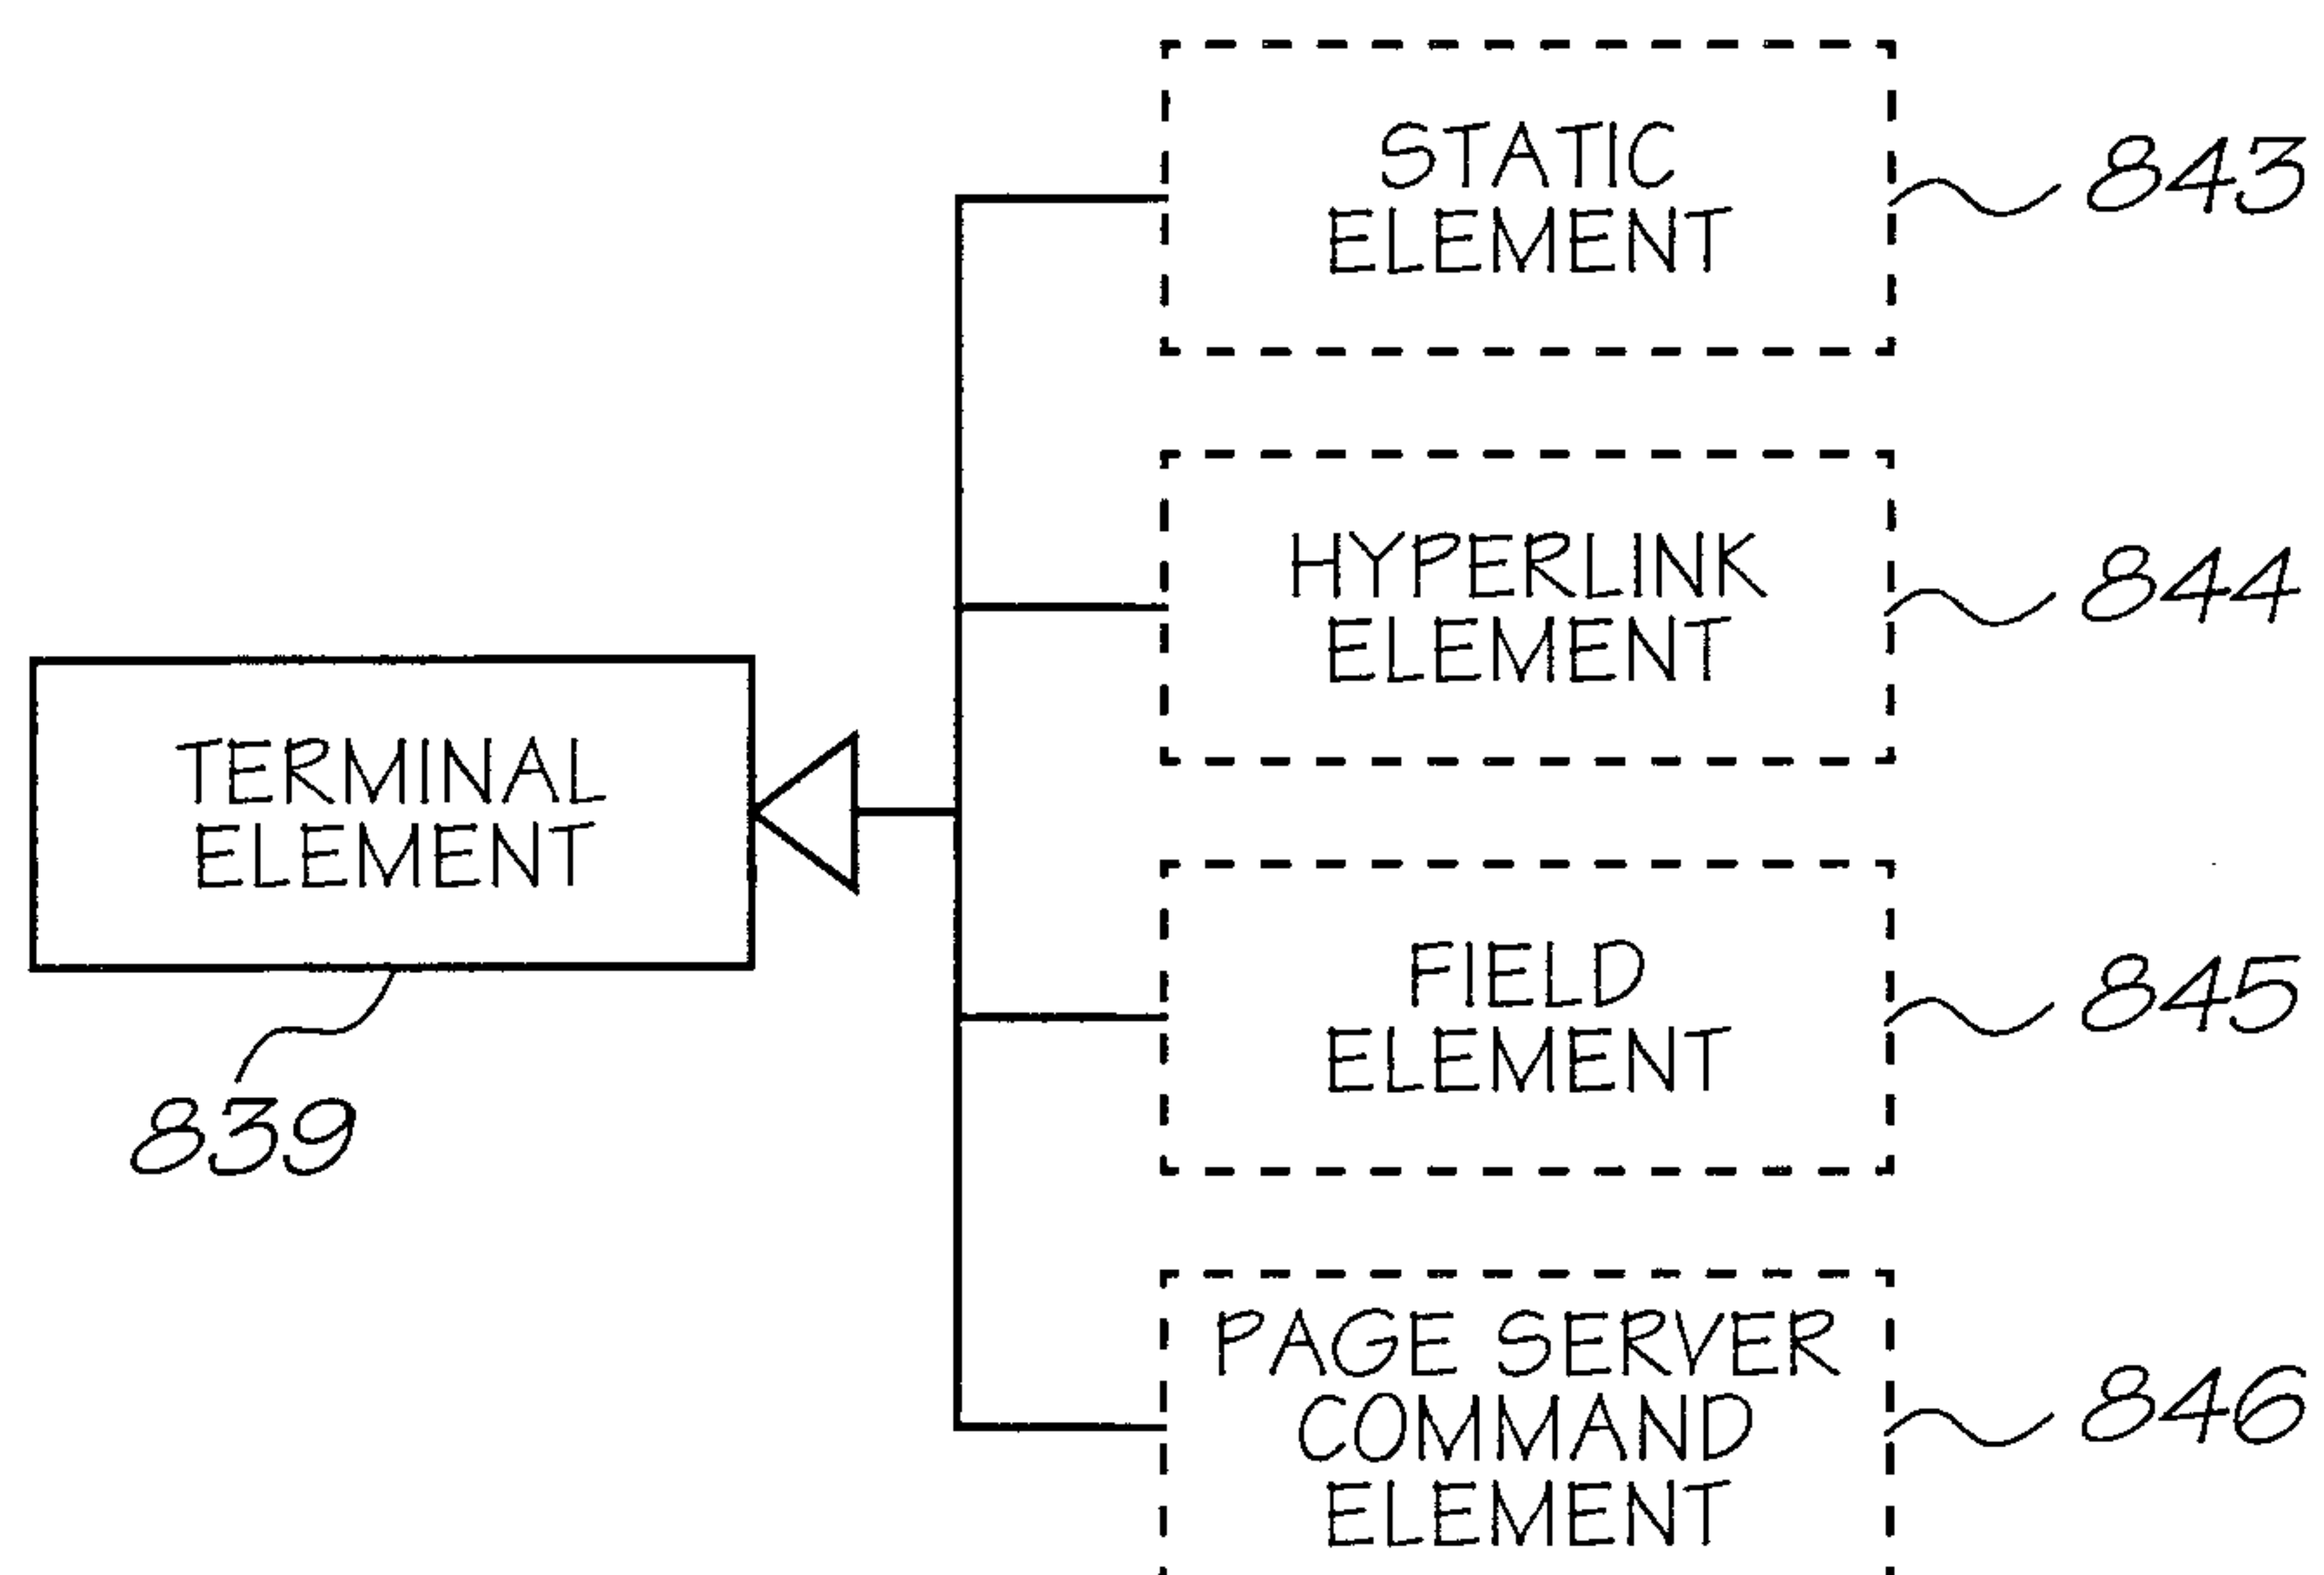 STATIC
ELEMENT
843
HYPERLINK
ELEMENT
844
TERMINAL
ELEMENT
839
FIELD
ELEMENT
845
PAGE SERVER
COMMAND
ELEMENT
846